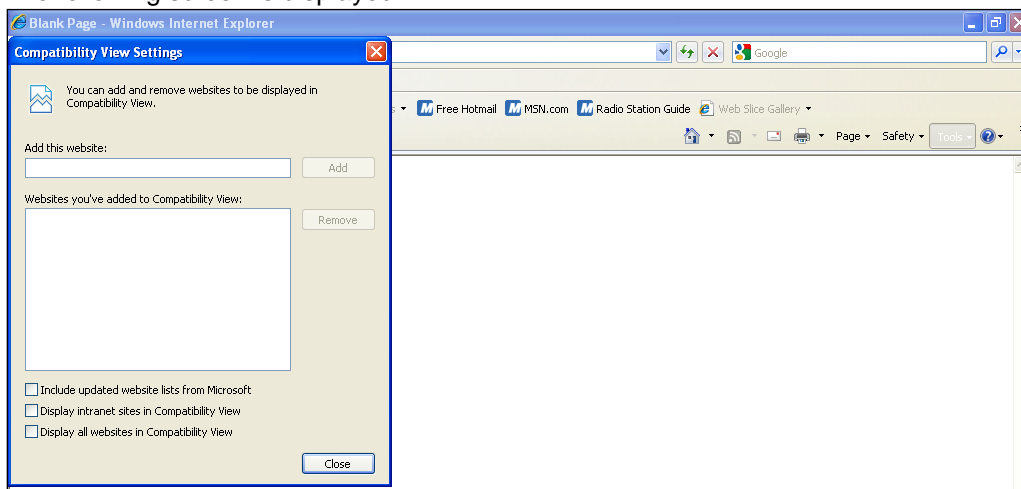 Blank Page - Windows Internet Explorer
Compatibility View Settings
Google
You can add and remove websites to be displayed in
Compatibility View.
Free Hotmail MSN.com Radio Station Guide Web Slice Gallery
Page Safety Tools
Add this website:
Add
Websites you've added to Compatibility View:
Remove
Include updated website lists from Microsoft
Display intranet sites in Compatibility View
Display all websites in Compatibility View
Close